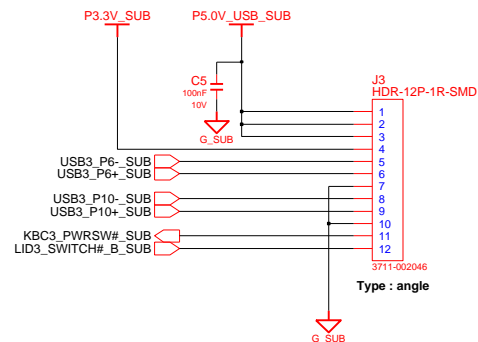 P3.3V_SUB
P5.0V_USB_SUB
C5
100nF
10V
G_SUB
J3
HDR-12P-1R-SMD
1
2
3
4
USB3_P6-_SUB 5
USB3_P6+_SUB 6
7
USB3_P10-_SUB 8
USB3_P10+_SUB 9
10
KBC3_PWRSW#_SUB 11
LID3_SWITCH#_B_SUB 12
3711-002046
Type : angle
G_SUB